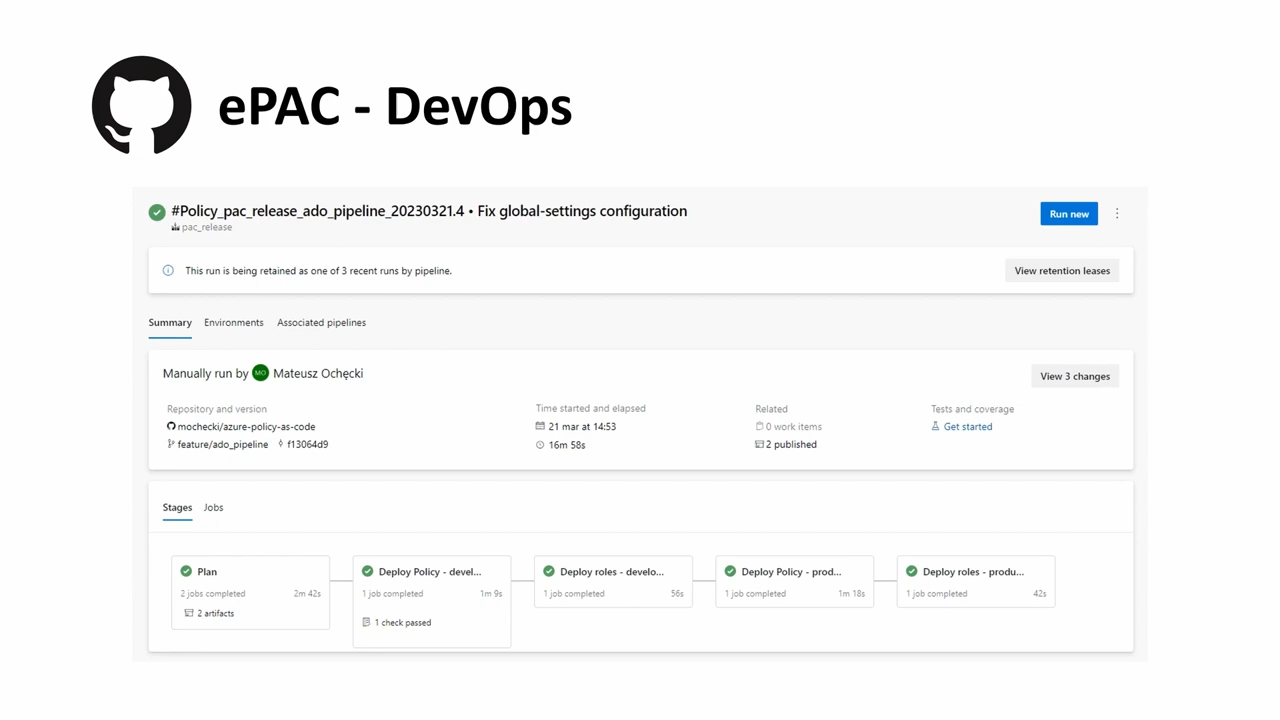 ePAC - DevOps
#Policy_pac_release_ado_pipeline_20230321.4 • Fix global-settings configuration
Run new
pac_release
This run is being retained as one of 3 recent runs by pipeline.
View retention leases
Summary Environments Associated pipelines
Manually run by MO Mateusz Ochęcki
View 3 changes
Repository and version Time started and elapsed Related Tests and coverage
mochecki/azure-policy-as-code 21 mar at 14:53 0 work items Get started
feature/ado_pipeline f13064d9 16m 58s 2 published
Stages Jobs
Plan Deploy Policy - devel... Deploy roles - develo... Deploy Policy - prod... Deploy roles - produ...
2 jobs completed 2m 42s 1 job completed 1m 9s 1 job completed 56s 1 job completed 1m 18s 1 job completed 42s
2 artifacts
1 check passed